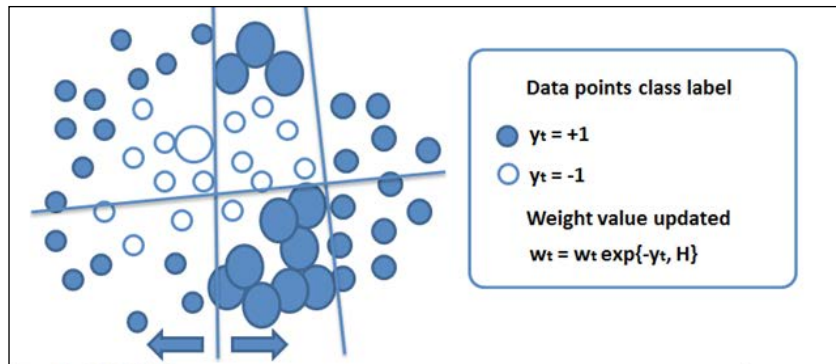 Data points class label
yt = +1
yt = -1
Weight value updated
wt = wt exp{-yt, H}